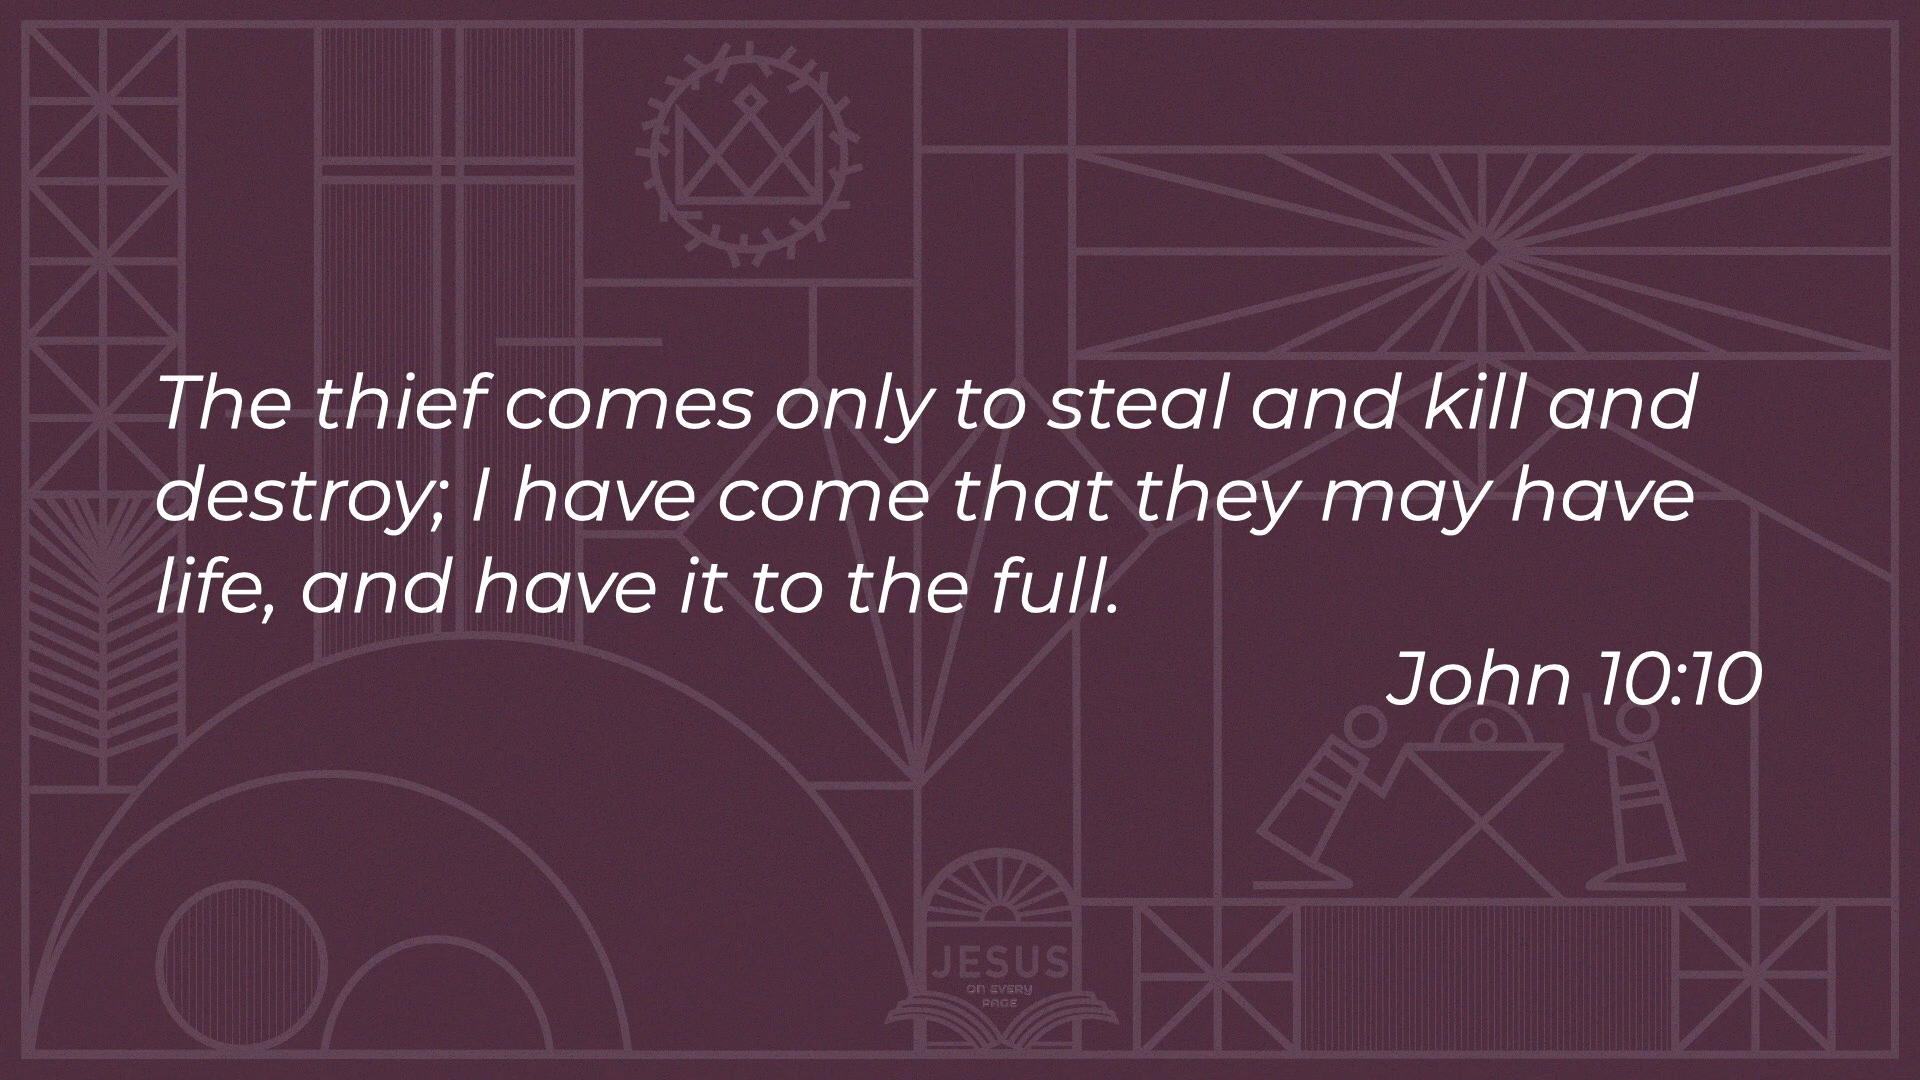 The thief comes only to steal and kill and
destroy; I have come that they may have
life, and have it to the full.
John 10:10
JESUS
ON EVERY
PAGE